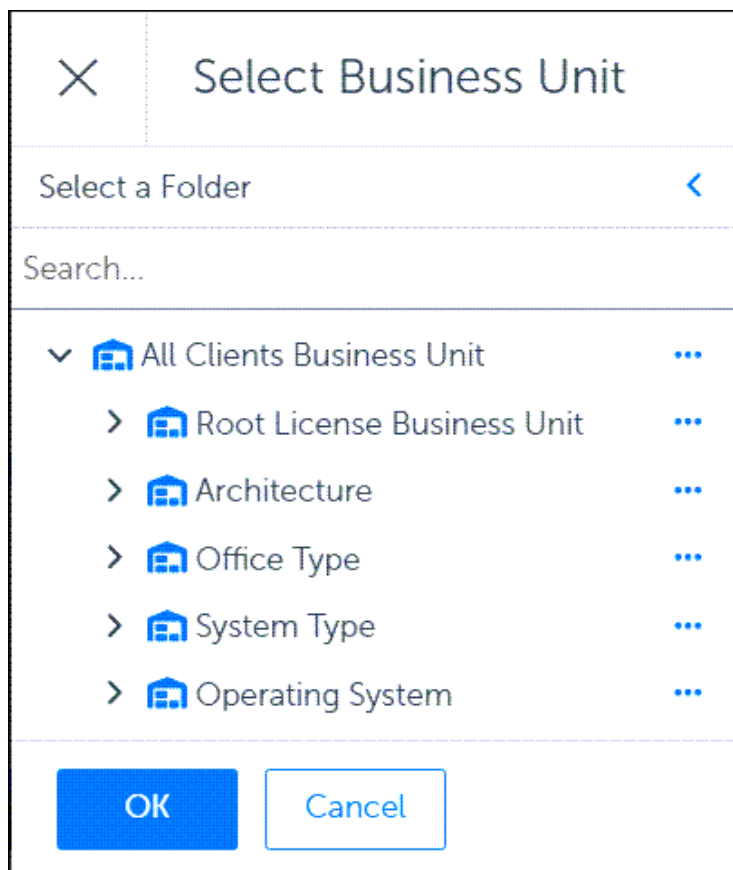 Select Business Unit
Select a Folder
Search...
All Clients Business Unit
Root License Business Unit
Architecture
Office Type
System Type
Operating System
OK Cancel